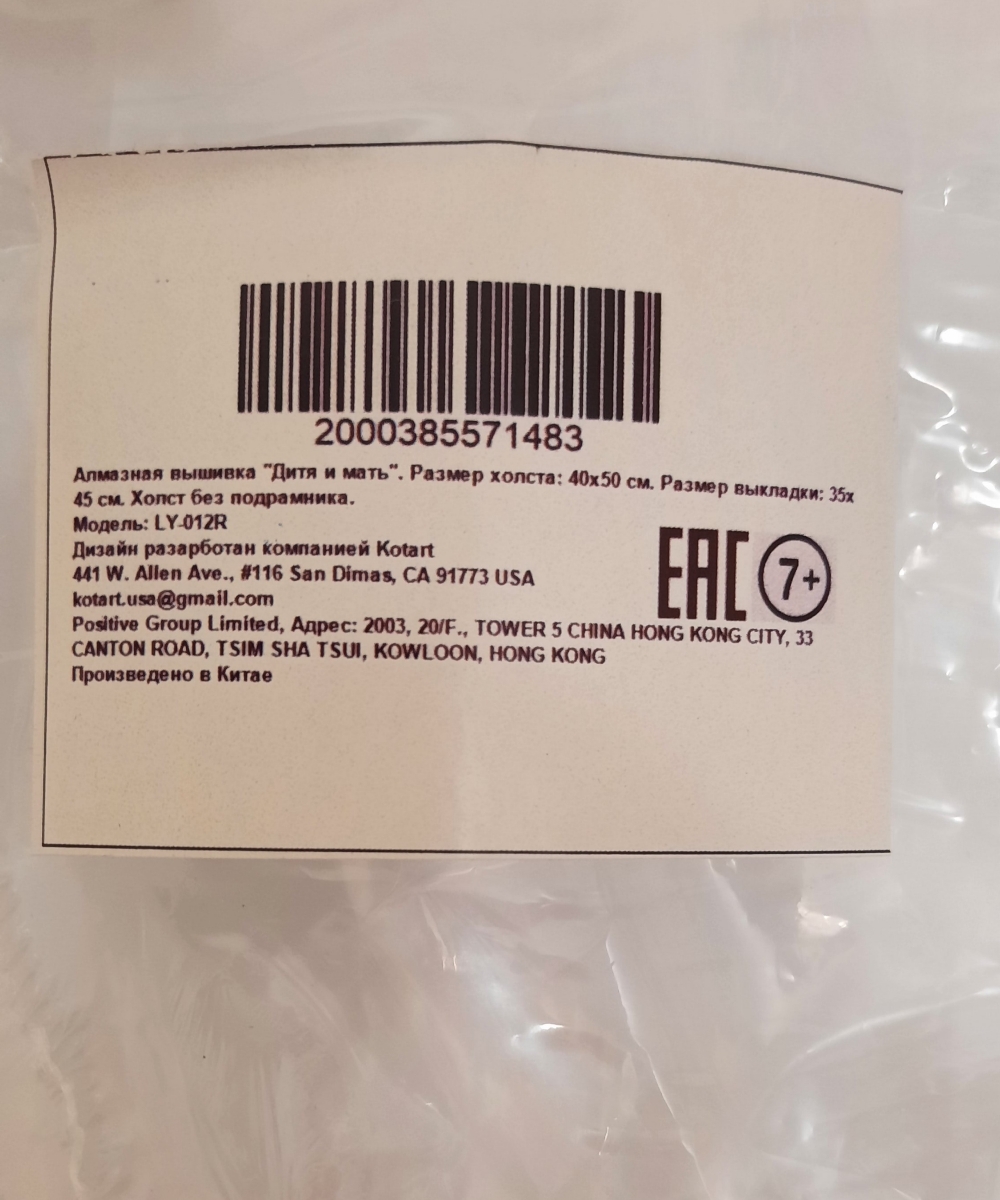 2000385571483
Алмазная вышивка "Дитя и мать". Размер холста: 40x50 см. Размер выкладки: 35x
45 см. Холст без подрамника.
Модель: LY-012R
Дизайн разарботан компанией Kotart
441 W. Allen Ave., #116 San Dimas, CA 91773 USA
kotart.usa@gmail.com
EAC 7+
Positive Group Limited, Адрес: 2003, 20/F., TOWER 5 CHINA HONG KONG CITY, 33
CANTON ROAD, TSIM SHA TSUI, KOWLOON, HONG KONG
Произведено в Китае